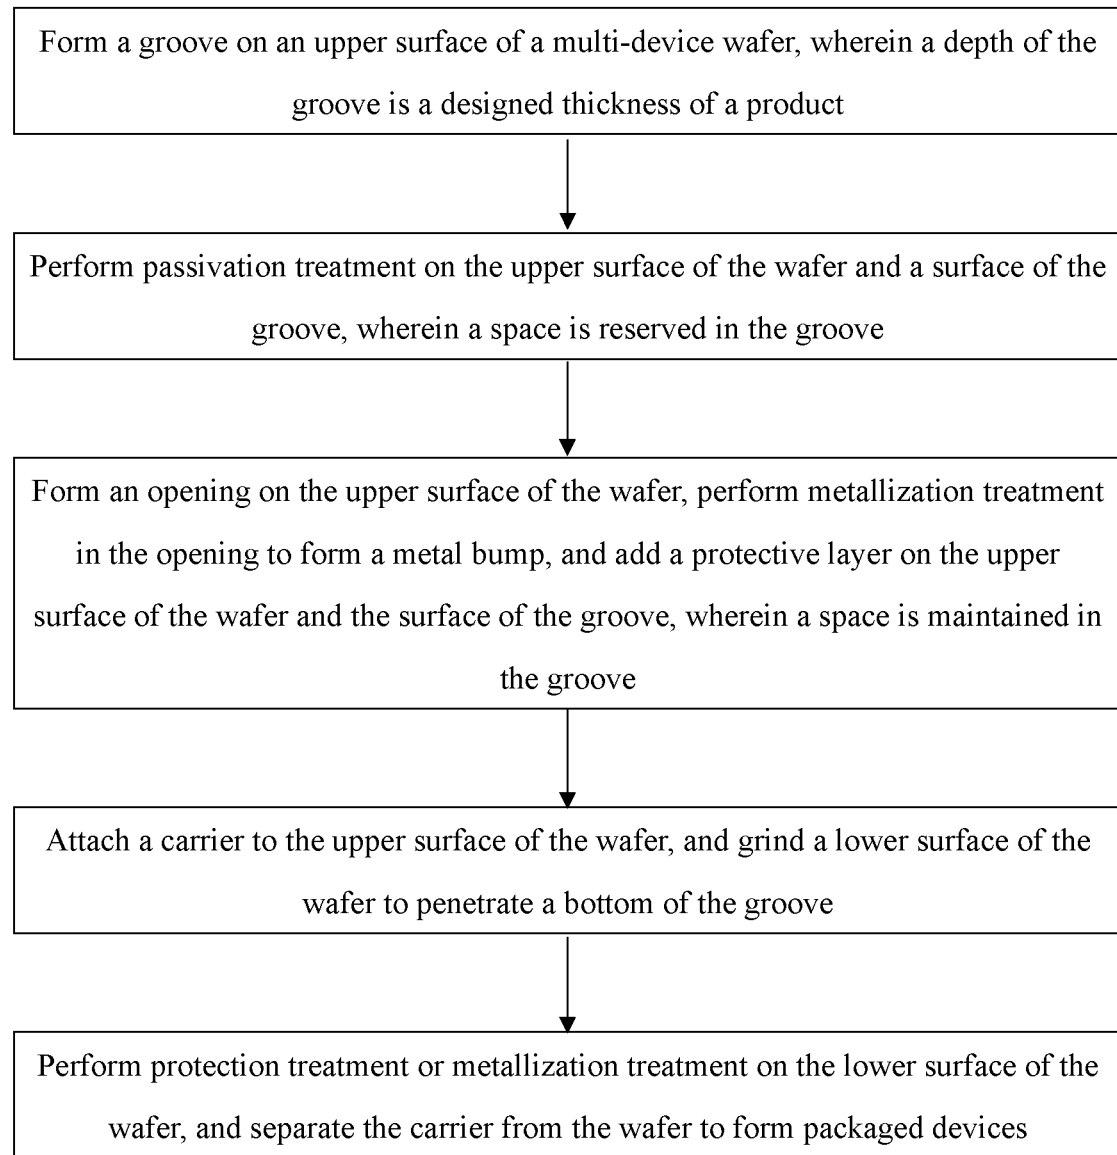 Form a groove on an upper surface of a multi-device wafer, wherein a depth of the
groove is a designed thickness of a product
Perform passivation treatment on the upper surface of the wafer and a surface of the
groove, wherein a space is reserved in the groove
Form an opening on the upper surface of the wafer, perform metallization treatment
in the opening to form a metal bump, and add a protective layer on the upper
surface of the wafer and the surface of the groove, wherein a space is maintained in
the groove
Attach a carrier to the upper surface of the wafer, and grind a lower surface of the
wafer to penetrate a bottom of the groove
Perform protection treatment or metallization treatment on the lower surface of the
wafer, and separate the carrier from the wafer to form packaged devices